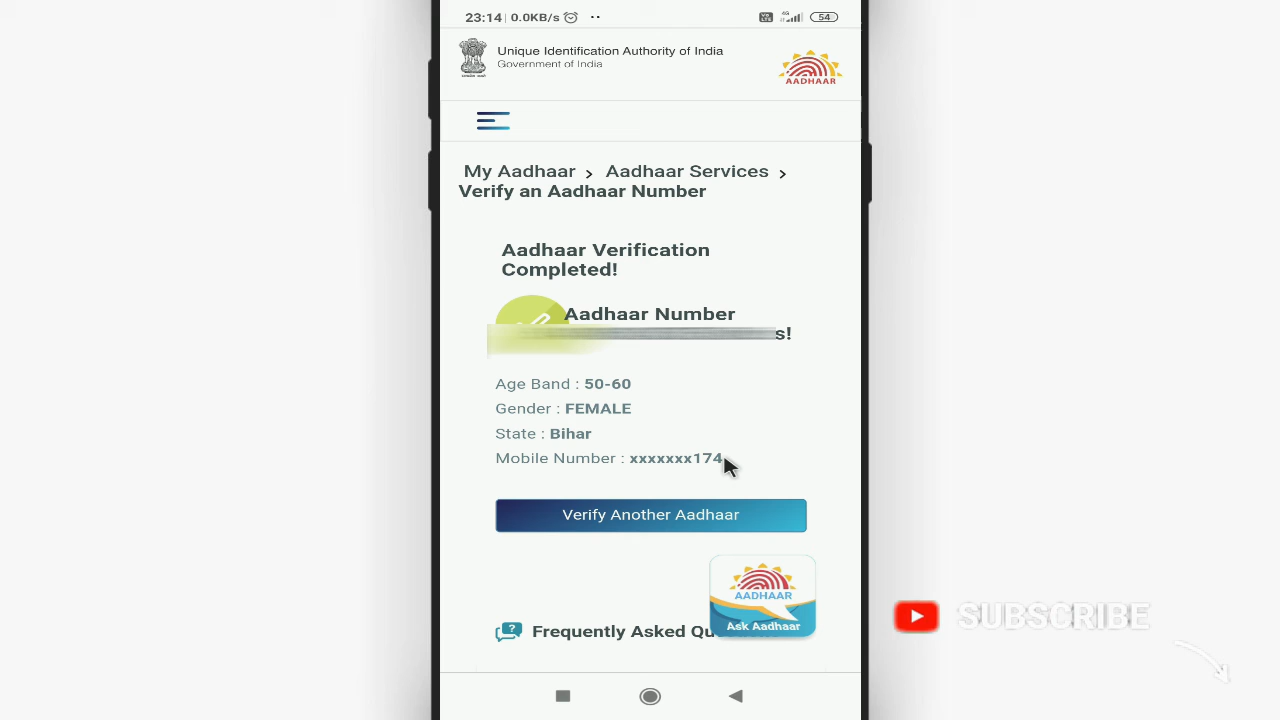 23:14 0.0KB/s
4G
54
Unique Identification Authority of India
Government of India
AADHAAR
My Aadhaar > Aadhaar Services >
Verify an Aadhaar Number
Aadhaar Verification
Completed!
Aadhaar Number
s!
Age Band : 50-60
Gender : FEMALE
State : Bihar
Mobile Number : xxxxxxx174
Verify Another Aadhaar
AADHAAR
Ask Aadhaar
Frequently Asked Qu
SUBSCRIBE